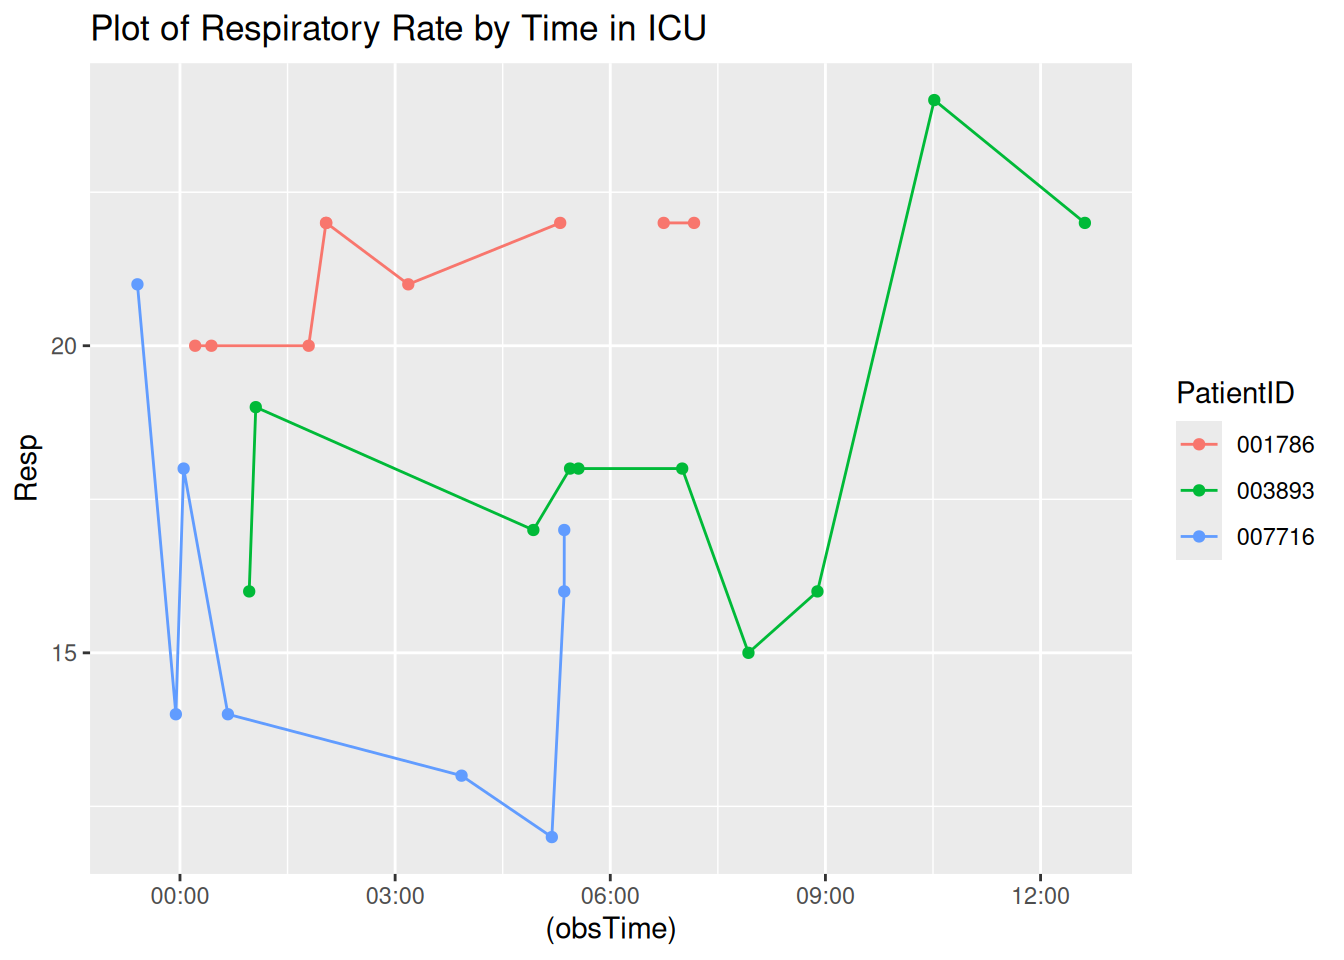 Plot of Respiratory Rate by Time in ICU
Resp
20
15
00:00 03:00 06:00 09:00 12:00
(obsTime)
PatientID
001786
003893
007716